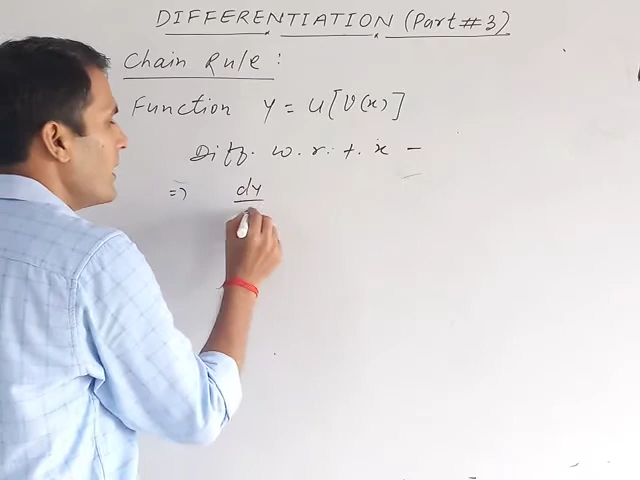 DIFFERENTIATION (Part #3)
Chain Rule :
Function Y = U[V(x)]
Diff. w.r.t. x -
=> dy